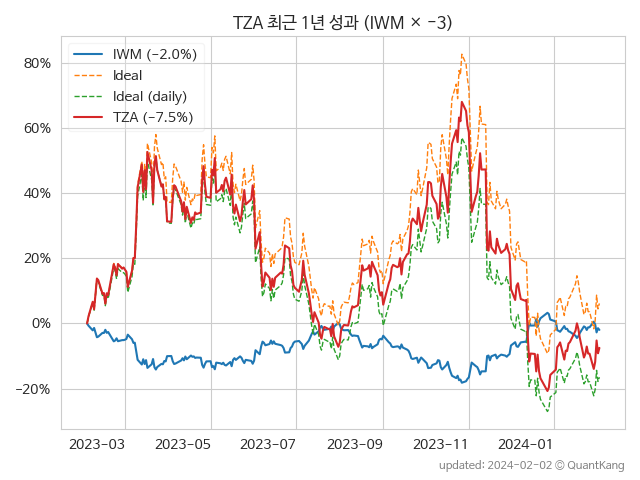 TZA 최근 1년 성과 (IWM × −3)
IWM (−2.0%)
Ideal
Ideal (daily)
TZA (−7.5%)
80%
60%
40%
20%
0%
−20%
2023-03 2023-05 2023-07 2023-09 2023-11 2024-01
updated: 2024-02-02 © QuantKang